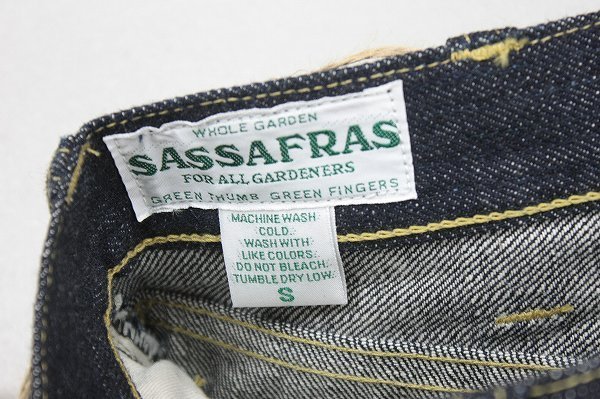 WHOLE GARDEN
SASSAFRAS
FOR ALL GARDENERS
GREEN THUMB GREEN FINGERS
MACHINE WASH
COLD.
WASH WITH
LIKE COLORS.
DO NOT BLEACH.
TUMBLE DRY LOW.
S